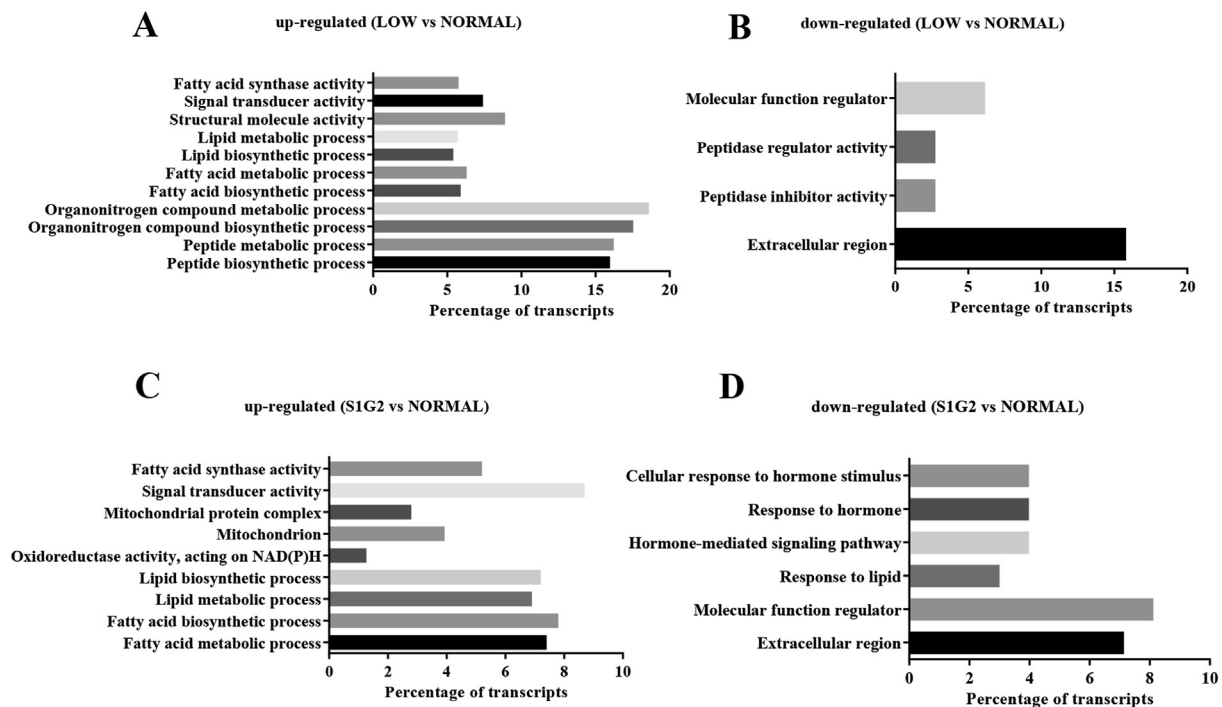 A
up-regulated (LOW vs NORMAL)
Fatty acid synthase activity
Signal transducer activity
Structural molecule activity
Lipid metabolic process
Lipid biosynthetic process
Fatty acid metabolic process
Fatty acid biosynthetic process
Organonitrogen compound metabolic process
Organonitrogen compound biosynthetic process
Peptide metabolic process
Peptide biosynthetic process
0 5 10 15 20
Percentage of transcripts
B
down-regulated (LOW vs NORMAL)
Molecular function regulator
Peptidase regulator activity
Peptidase inhibitor activity
Extracellular region
0 5 10 15 20
Percentage of transcripts
C
up-regulated (S1G2 vs NORMAL)
Fatty acid synthase activity
Signal transducer activity
Mitochondrial protein complex
Mitochondrion
Oxidoreductase activity, acting on NAD(P)H
Lipid biosynthetic process
Lipid metabolic process
Fatty acid biosynthetic process
Fatty acid metabolic process
0 2 4 6 8 10
Percentage of transcripts
D
down-regulated (S1G2 vs NORMAL)
Cellular response to hormone stimulus
Response to hormone
Hormone-mediated signaling pathway
Response to lipid
Molecular function regulator
Extracellular region
0 2 4 6 8 10
Percentage of transcripts